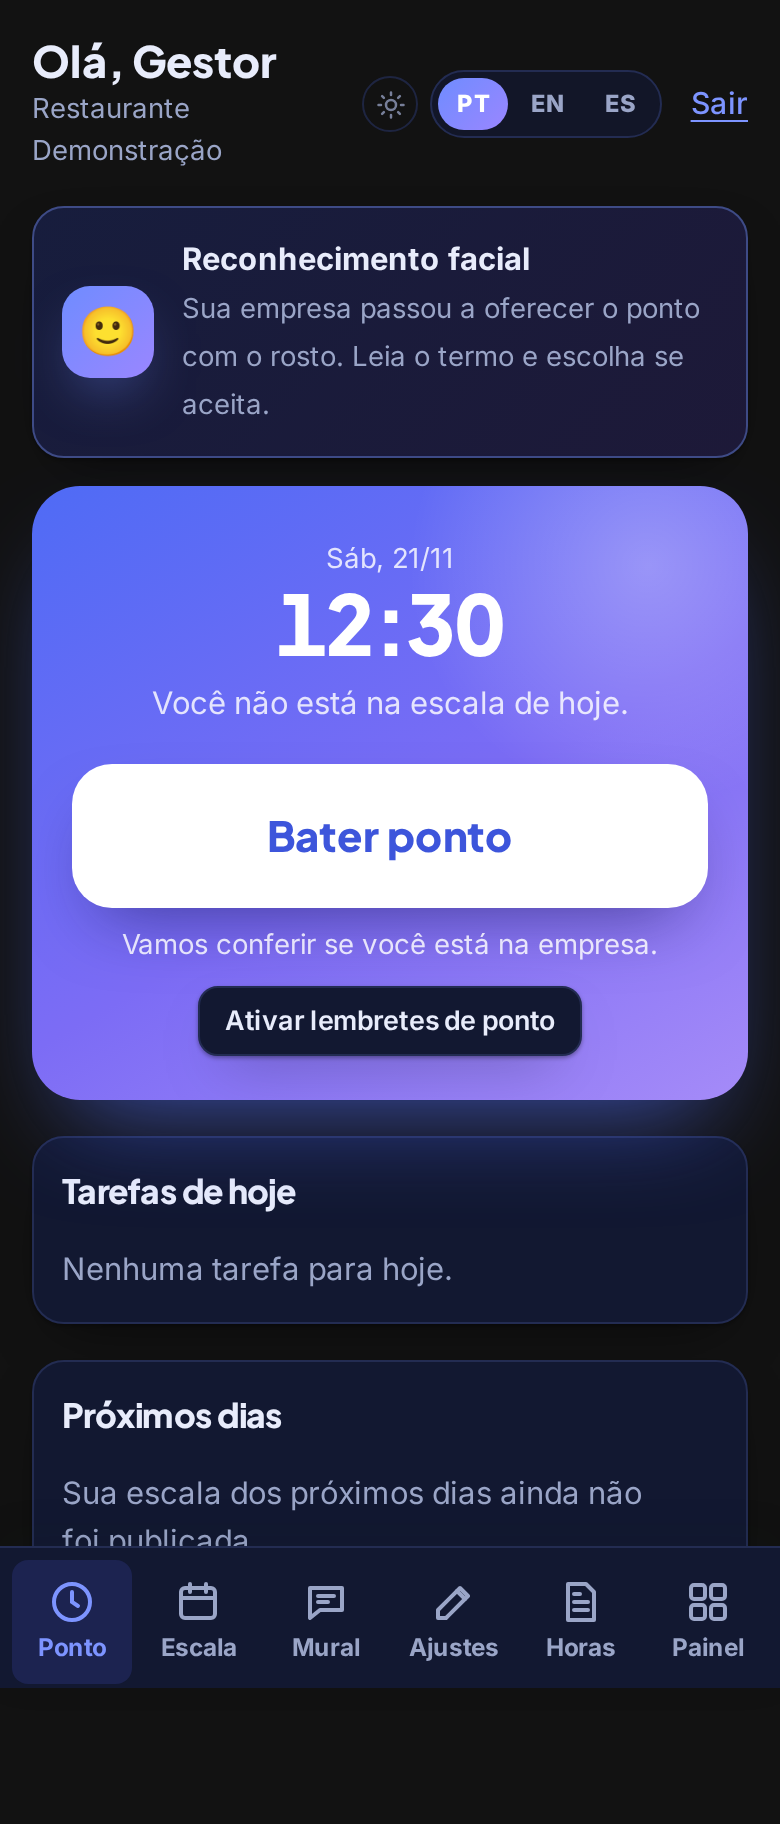 Olá, Gestor
Restaurante
Demonstração
PT
EN
ES
Sair
Reconhecimento facial
Sua empresa passou a oferecer o ponto
com o rosto. Leia o termo e escolha se
aceita.
Sáb, 21/11
12:30
Você não está na escala de hoje.
Bater ponto
Vamos conferir se você está na empresa.
Ativar lembretes de ponto
Tarefas de hoje
Nenhuma tarefa para hoje.
Próximos dias
Sua escala dos próximos dias ainda não
foi publicada
Ponto
Escala
Mural
Ajustes
Horas
Painel